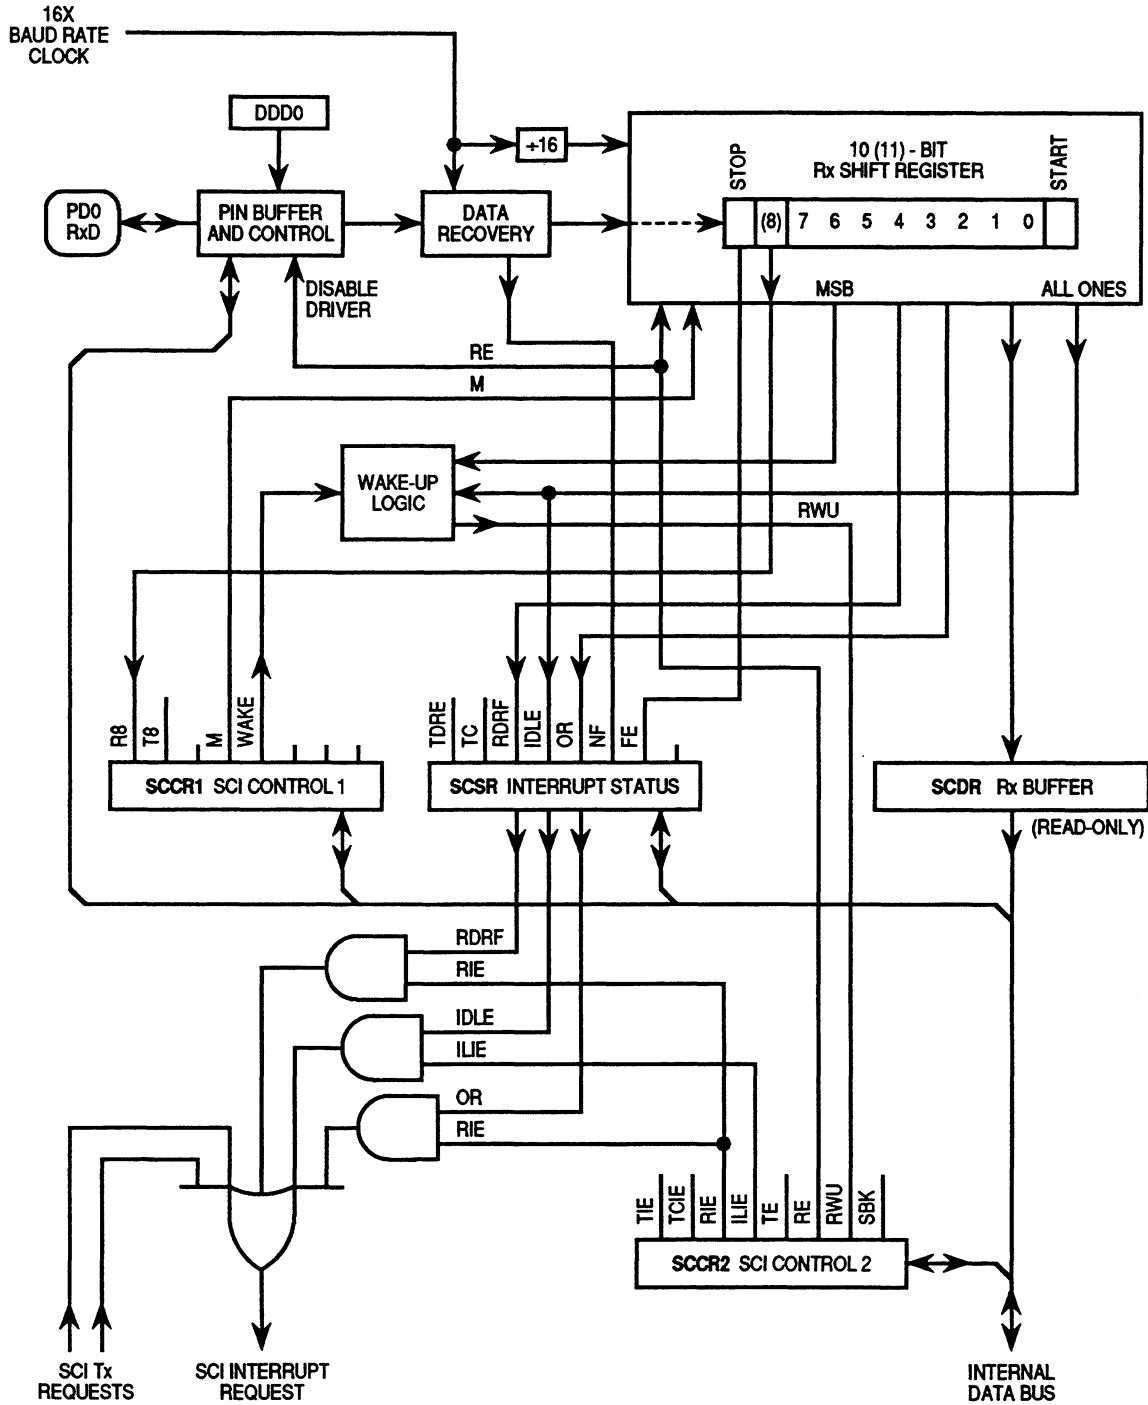 16X
BAUD RATE
CLOCK
DDD0
÷16
10 (11) - BIT
Rx SHIFT REGISTER
STOP
START
PD0
RxD
PIN BUFFER
AND CONTROL
DATA
RECOVERY
(8) 7 6 5 4 3 2 1 0
DISABLE
DRIVER
MSB
ALL ONES
RE
M
WAKE-UP
LOGIC
RWU
R8
T8
M
WAKE
TDRE
TC
RDRF
IDLE
OR
NF
FE
SCCR1 SCI CONTROL 1
SCSR INTERRUPT STATUS
SCDR Rx BUFFER
(READ-ONLY)
RDRF
RIE
IDLE
ILIE
OR
RIE
TIE
TCIE
RIE
ILIE
TE
RE
RWU
SBK
SCCR2 SCI CONTROL 2
SCI Tx
REQUESTS
SCI INTERRUPT
REQUEST
INTERNAL
DATA BUS